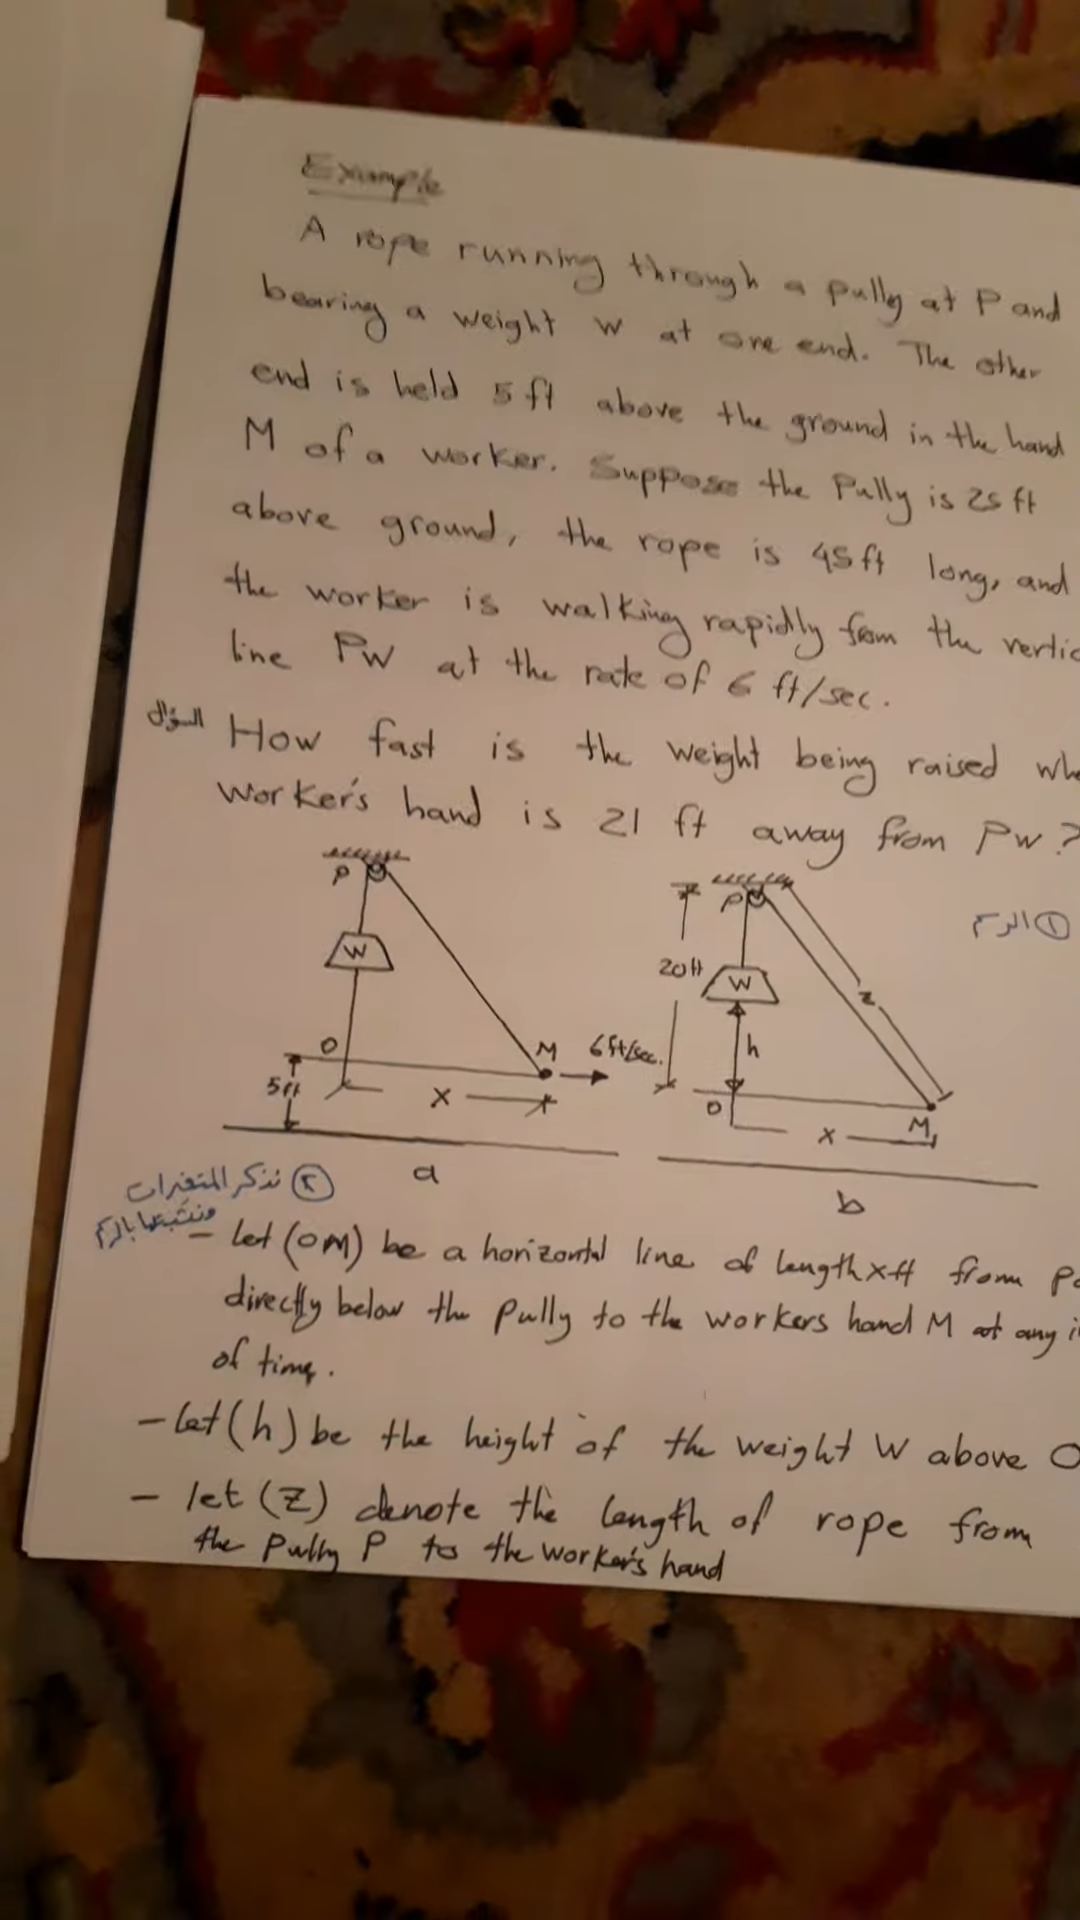 Example
A rope running through a pully at P and
bearing a weight W at one end. The other
end is held 5 ft above the ground in the hand
M of a worker. Suppose the Pully is 25 ft
above ground, the rope is 45 ft long, and
the worker is walking rapidly from the vertic
line PW at the rate of 6 ft/sec.
السؤال How fast is the weight being raised whe
worker's hand is 21 ft away from PW?
P
W
O
M
6 ft/sec.
5ft
x
a
P
20ft
W
z
h
O
x
M
b
① الرسم
② نذكر المتغيرات
ونثبتها بالرسم
- let (OM) be a horizontal line of length x ft from Po
directly below the pully to the workers hand M at any i
of time.
- Let (h) be the height of the weight W above O
- let (Z) denote the length of rope from
the Pully P to the worker's hand